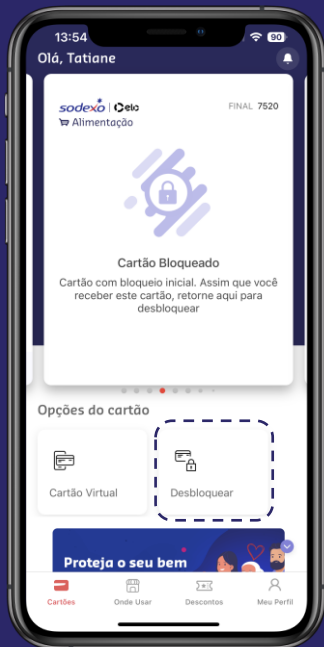 13:54
90
Olá, Tatiane
sodexo | elo
FINAL 7520
Alimentação
Cartão Bloqueado
Cartão com bloqueio inicial. Assim que você
receber este cartão, retorne aqui para
desbloquear
Opções do cartão
Cartão Virtual
Desbloquear
Proteja o seu bem
Cartões
Onde Usar
Descontos
Meu Perfil